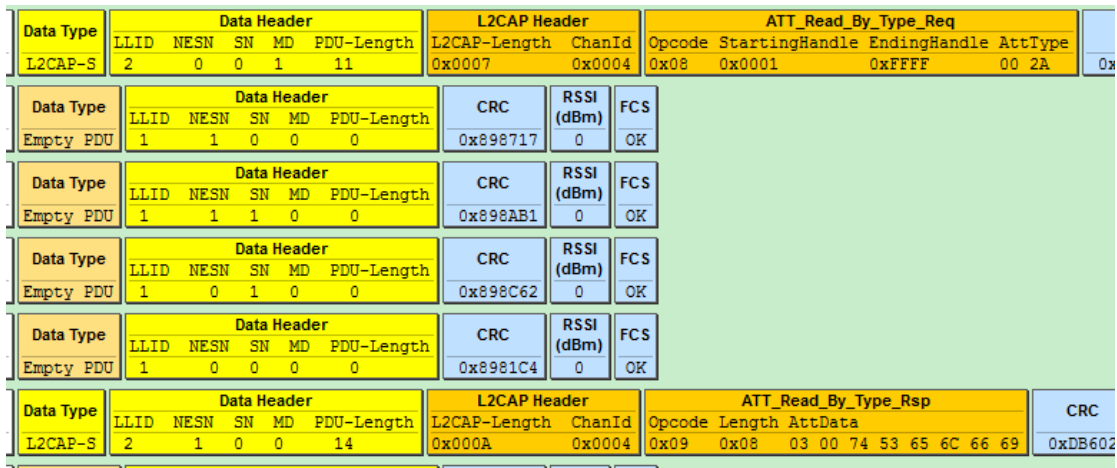 Data Type Data Header L2CAP Header ATT_Read_By_Type_Req
LLID NESN SN MD PDU-Length L2CAP-Length ChanId Opcode StartingHandle EndingHandle AttType
L2CAP-S 2 0 0 1 11 0x0007 0x0004 0x08 0x0001 0xFFFF 00 2A 0x
Data Type Data Header CRC RSSI (dBm) FCS
LLID NESN SN MD PDU-Length
Empty PDU 1 1 0 0 0 0x898717 0 OK
Data Type Data Header CRC RSSI (dBm) FCS
LLID NESN SN MD PDU-Length
Empty PDU 1 1 1 0 0 0x898AB1 0 OK
Data Type Data Header CRC RSSI (dBm) FCS
LLID NESN SN MD PDU-Length
Empty PDU 1 0 1 0 0 0x898C62 0 OK
Data Type Data Header CRC RSSI (dBm) FCS
LLID NESN SN MD PDU-Length
Empty PDU 1 0 0 0 0 0x8981C4 0 OK
Data Type Data Header L2CAP Header ATT_Read_By_Type_Rsp CRC
LLID NESN SN MD PDU-Length L2CAP-Length ChanId Opcode Length AttData
L2CAP-S 2 1 0 0 14 0x000A 0x0004 0x09 0x08 03 00 74 53 65 6C 66 69 0xDB602